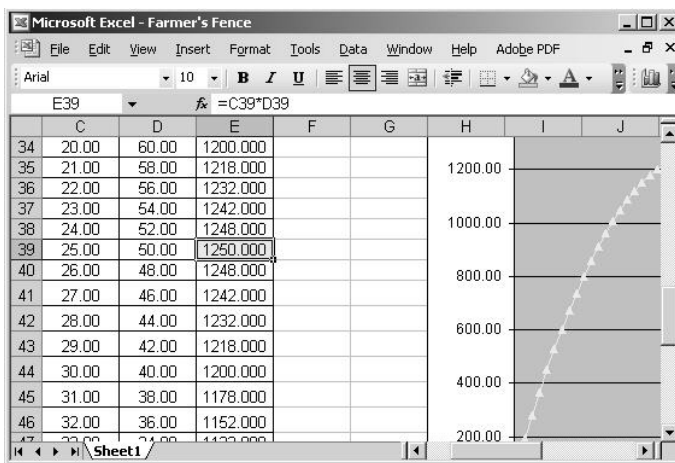 Microsoft Excel - Farmer's Fence
File Edit View Insert Format Tools Data Window Help Adobe PDF
Arial 10 B I U A
E39 fx =C39*D39
C D E F G H I J
34 20.00 60.00 1200.000
35 21.00 58.00 1218.000 1200.00
36 22.00 56.00 1232.000
37 23.00 54.00 1242.000
38 24.00 52.00 1248.000 1000.00
39 25.00 50.00 1250.000
40 26.00 48.00 1248.000 800.00
41 27.00 46.00 1242.000
42 28.00 44.00 1232.000 600.00
43 29.00 42.00 1218.000
44 30.00 40.00 1200.000 400.00
45 31.00 38.00 1178.000
46 32.00 36.00 1152.000
200.00
Sheet1